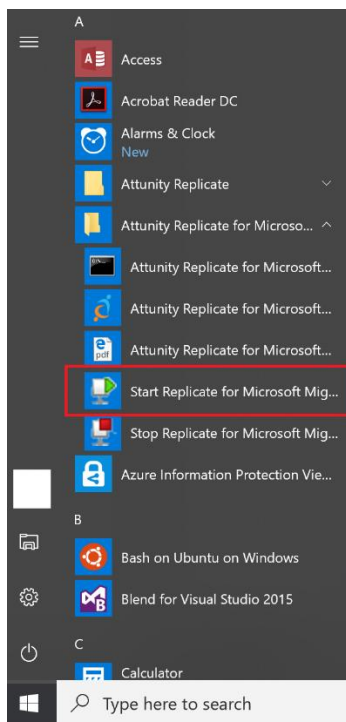 A
Access
Acrobat Reader DC
Alarms & Clock
New
Attunity Replicate
Attunity Replicate for Microso...
Attunity Replicate for Microsoft...
Attunity Replicate for Microsoft...
Attunity Replicate for Microsoft...
Start Replicate for Microsoft Mig...
Stop Replicate for Microsoft Mig...
Azure Information Protection Vie...
B
Bash on Ubuntu on Windows
Blend for Visual Studio 2015
C
Calculator
Type here to search